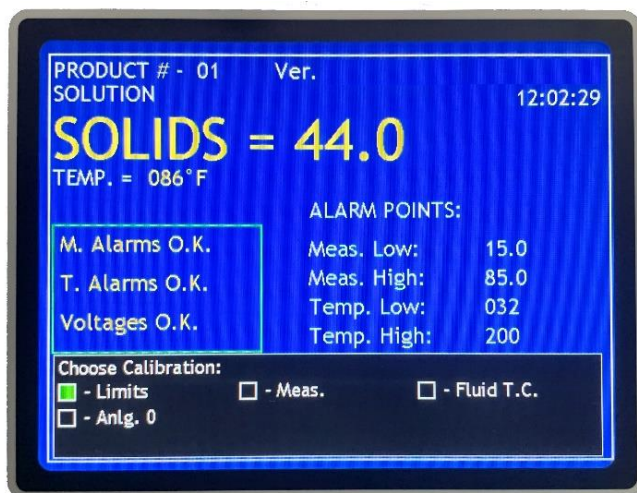 PRODUCT # - 01 Ver.
SOLUTION
12:02:29
SOLIDS = 44.0
TEMP. = 086°F
M. Alarms O.K.
T. Alarms O.K.
Voltages O.K.
ALARM POINTS:
Meas. Low: 15.0
Meas. High: 85.0
Temp. Low: 032
Temp. High: 200
Choose Calibration:
- Limits - Meas. - Fluid T.C.
- Anlg. 0